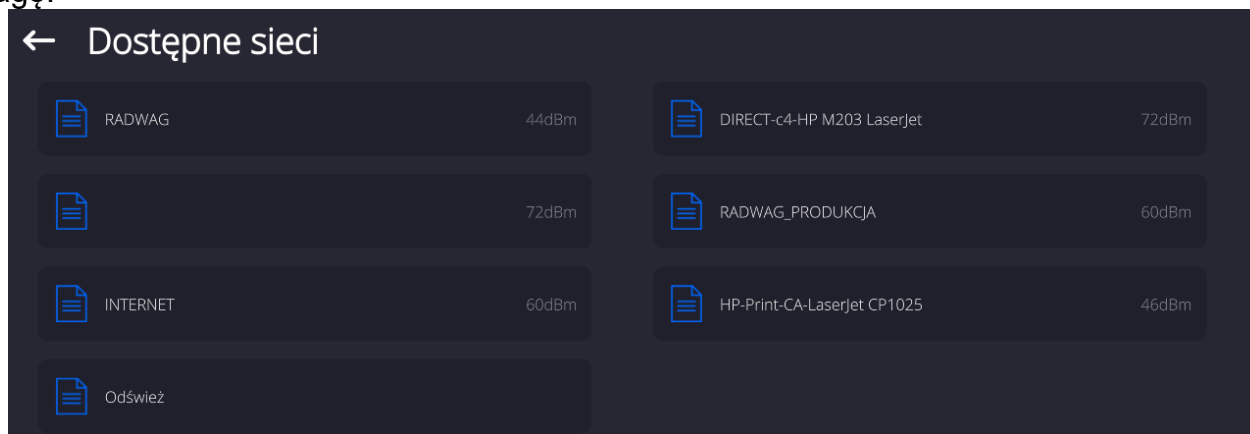 Dostępne sieci
RADWAG 44dBm
DIRECT-c4-HP M203 LaserJet 72dBm
72dBm
RADWAG_PRODUKCJA 60dBm
INTERNET 60dBm
HP-Print-CA-LaserJet CP1025 46dBm
Odśwież